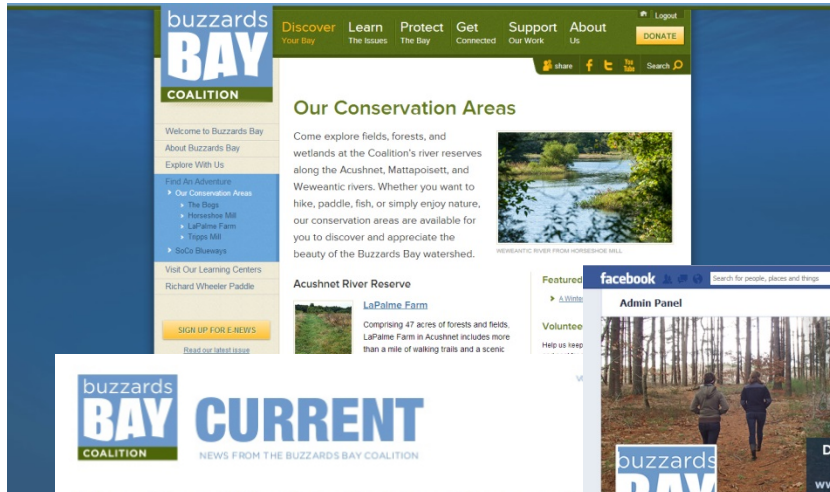 buzzards
BAY
COALITION
Discover
Your Bay
Learn
The Issues
Protect
The Bay
Get
Connected
Support
Our Work
About
Us
Logout
DONATE
share
You
Tube
Search
Welcome to Buzzards Bay
About Buzzards Bay
Explore With Us
Find An Adventure
Our Conservation Areas
The Bogs
Horseshoe Mill
LaPalme Farm
Tripps Mill
SoCo Blueways
Visit Our Learning Centers
Richard Wheeler Paddle
SIGN UP FOR E-NEWS
Read our latest issue
Our Conservation Areas
Come explore fields, forests, and
wetlands at the Coalition's river reserves
along the Acushnet, Mattapoisett, and
Weweantic rivers. Whether you want to
hike, paddle, fish, or simply enjoy nature,
our conservation areas are available for
you to discover and appreciate the
beauty of the Buzzards Bay watershed.
WEWEANTIC RIVER FROM HORSESHOE MILL
Acushnet River Reserve
LaPalme Farm
Comprising 47 acres of forests and fields,
LaPalme Farm in Acushnet includes more
than a mile of walking trails and a scenic
Featured
A Winte
Voluntee
Help us keep
facebook
Search for people, places and things
Admin Panel
buzzards
BAY
D
ww
buzzards
BAY
COALITION
CURRENT
NEWS FROM THE BUZZARDS BAY COALITION